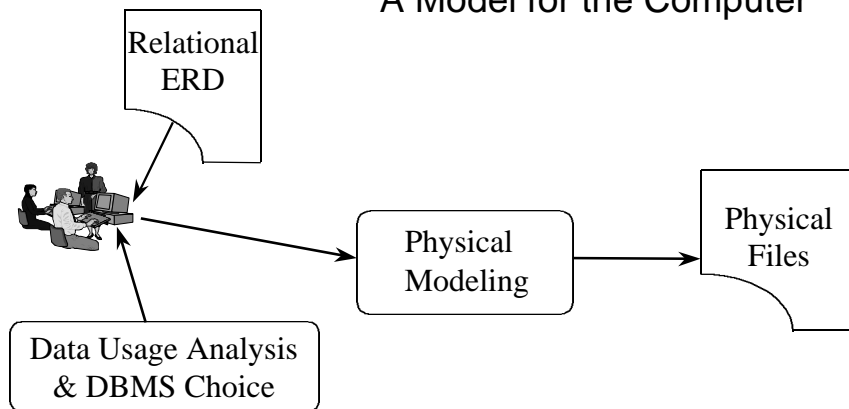 A Model for the Computer
Relational
ERD
Physical
Modeling
Physical
Files
Data Usage Analysis
& DBMS Choice